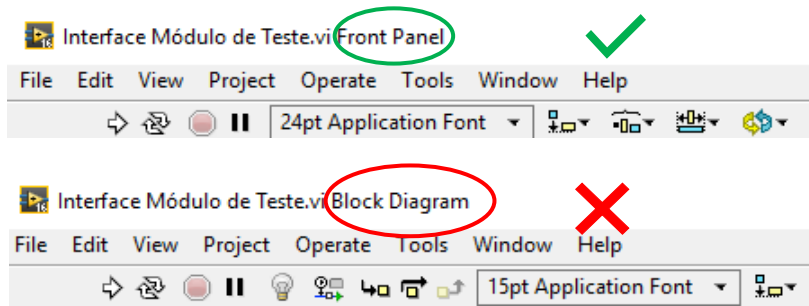 Interface Módulo de Teste.vi Front Panel
File Edit View Project Operate Tools Window Help
24pt Application Font
Interface Módulo de Teste.vi Block Diagram
File Edit View Project Operate Tools Window Help
15pt Application Font